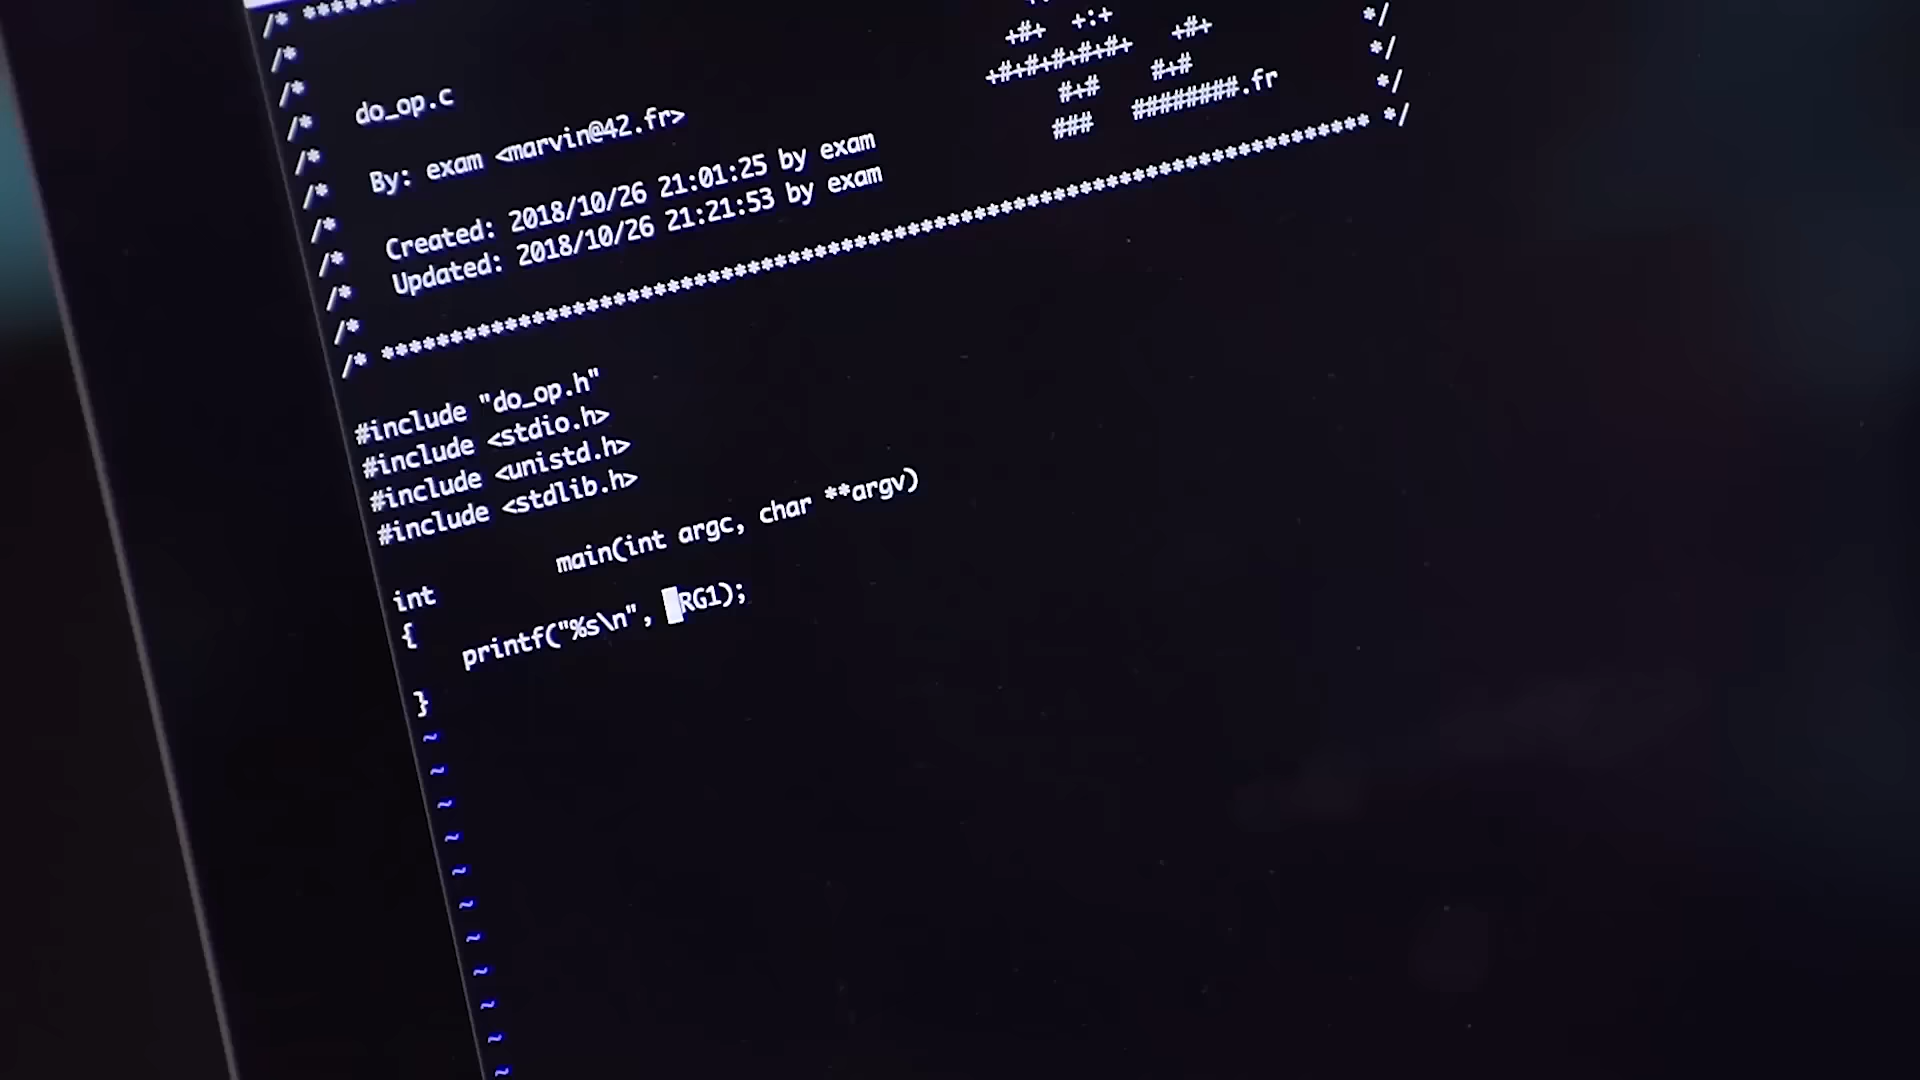 /* *******
/*
/*
/* do_op.c
/*
/* By: exam <marvin@42.fr> +#+ +:+ +#+ */
/* +#+#+#+#+#+ +#+ */
/* Created: 2018/10/26 21:01:25 by exam #+# #+# */
/* Updated: 2018/10/26 21:21:53 by exam ### ########.fr */
/*
/* ************************************************************************** */
#include "do_op.h"
#include <stdio.h>
#include <unistd.h>
#include <stdlib.h>
int main(int argc, char **argv)
{
printf("%s\n", RG1);
}
~
~
~
~
~
~
~
~
~
~
~